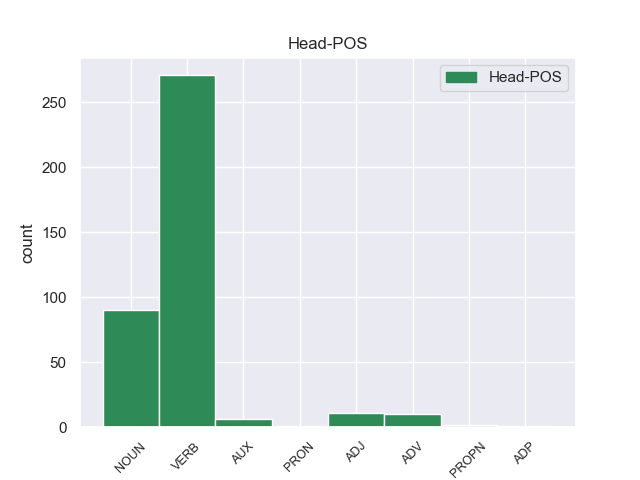 Head-POS
Head-POS
count
250
200
150
100
50
0
NOUN
VERB
AUX
PRON
ADJ
ADV
PROPN
ADP